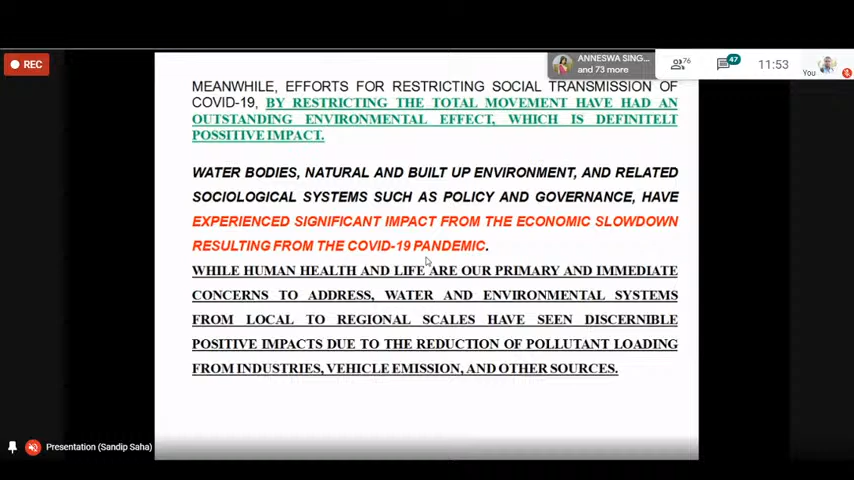 REC
ANNESWA SING...
and 73 more
76
47
11:53
You
MEANWHILE, EFFORTS FOR RESTRICTING SOCIAL TRANSMISSION OF
COVID-19, BY RESTRICTING THE TOTAL MOVEMENT HAVE HAD AN
OUTSTANDING ENVIRONMENTAL EFFECT, WHICH IS DEFINITELT
POSSITIVE IMPACT.
WATER BODIES, NATURAL AND BUILT UP ENVIRONMENT, AND RELATED
SOCIOLOGICAL SYSTEMS SUCH AS POLICY AND GOVERNANCE, HAVE
EXPERIENCED SIGNIFICANT IMPACT FROM THE ECONOMIC SLOWDOWN
RESULTING FROM THE COVID-19 PANDEMIC.
WHILE HUMAN HEALTH AND LIFE ARE OUR PRIMARY AND IMMEDIATE
CONCERNS TO ADDRESS, WATER AND ENVIRONMENTAL SYSTEMS
FROM LOCAL TO REGIONAL SCALES HAVE SEEN DISCERNIBLE
POSITIVE IMPACTS DUE TO THE REDUCTION OF POLLUTANT LOADING
FROM INDUSTRIES, VEHICLE EMISSION, AND OTHER SOURCES.
Presentation (Sandip Saha)